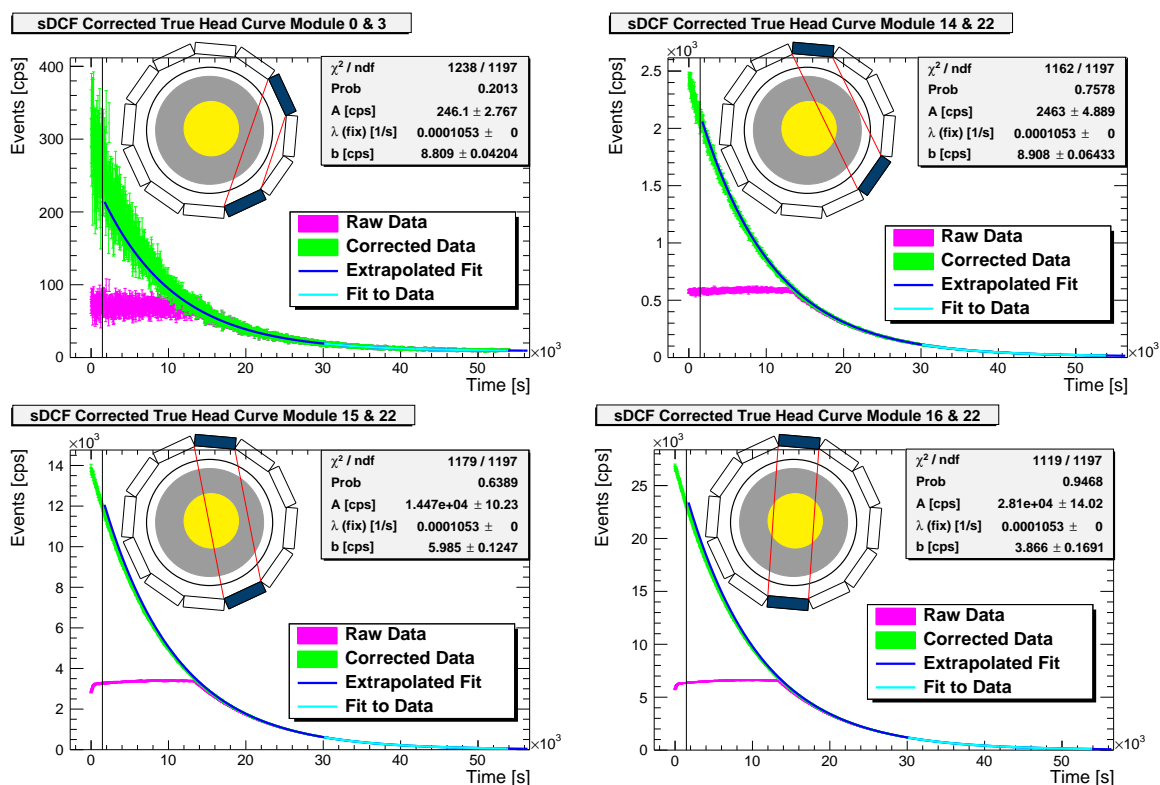 sDCF Corrected True Head Curve Module 0 & 3
Events [cps]
400
300
200
100
0
0 10 20 30 40 50
×10³
Time [s]
χ² / ndf 1238 / 1197
Prob 0.2013
A [cps] 246.1 ± 2.767
λ (fix) [1/s] 0.0001053 ± 0
b [cps] 8.809 ± 0.04204
Raw Data
Corrected Data
Extrapolated Fit
Fit to Data
sDCF Corrected True Head Curve Module 14 & 22
×10³
Events [cps]
2.5
2
1.5
1
0.5
0
0 10 20 30 40 50
×10³
Time [s]
χ² / ndf 1162 / 1197
Prob 0.7578
A [cps] 2463 ± 4.889
λ (fix) [1/s] 0.0001053 ± 0
b [cps] 8.908 ± 0.06433
Raw Data
Corrected Data
Extrapolated Fit
Fit to Data
sDCF Corrected True Head Curve Module 15 & 22
×10³
Events [cps]
14
12
10
8
6
4
2
0
0 10 20 30 40 50
×10³
Time [s]
χ² / ndf 1179 / 1197
Prob 0.6389
A [cps] 1.447e+04 ± 10.23
λ (fix) [1/s] 0.0001053 ± 0
b [cps] 5.985 ± 0.1247
Raw Data
Corrected Data
Extrapolated Fit
Fit to Data
sDCF Corrected True Head Curve Module 16 & 22
×10³
Events [cps]
25
20
15
10
5
0
0 10 20 30 40 50
×10³
Time [s]
χ² / ndf 1119 / 1197
Prob 0.9468
A [cps] 2.81e+04 ± 14.02
λ (fix) [1/s] 0.0001053 ± 0
b [cps] 3.866 ± 0.1691
Raw Data
Corrected Data
Extrapolated Fit
Fit to Data